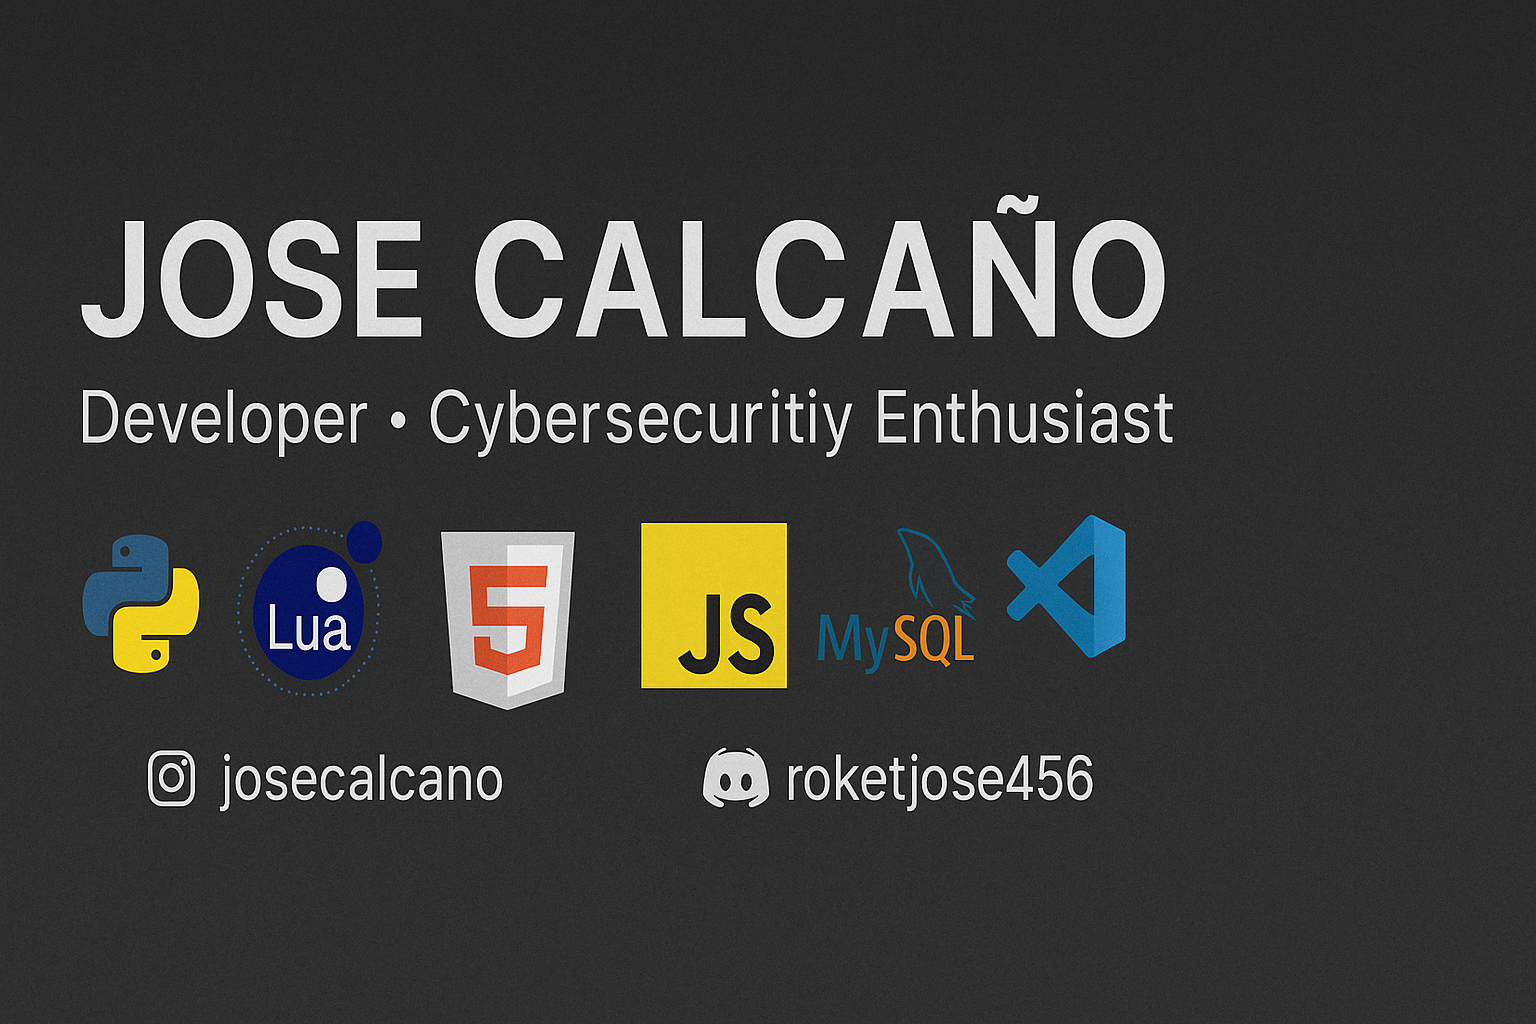 JOSE CALCAÑO
Developer • Cybersecuritiy Enthusiast
Lua 5 JS MySQL
josecalcano roketjose456